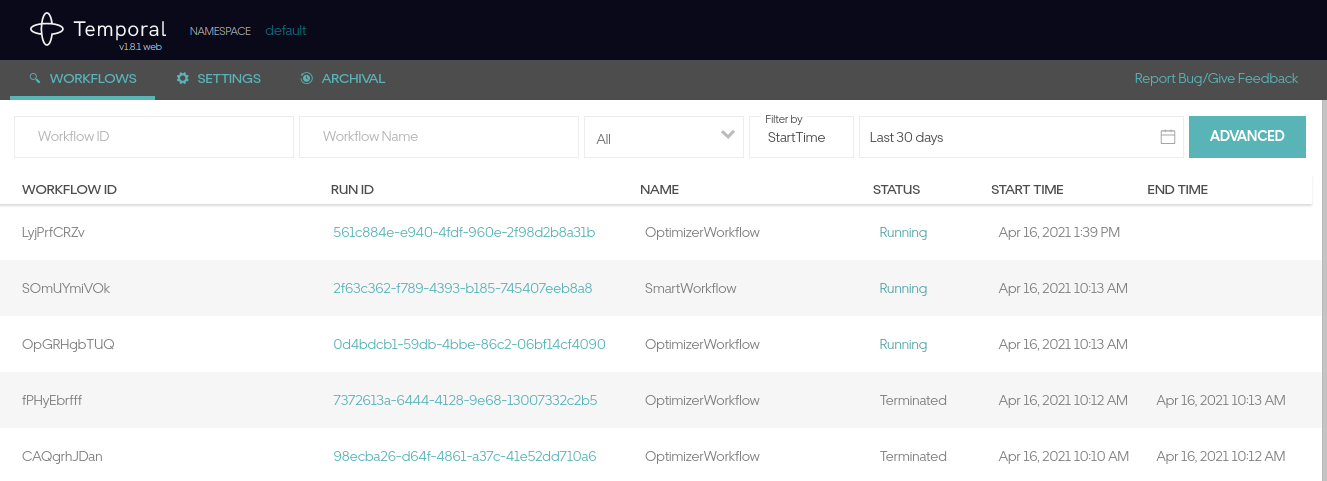 Temporal NAMESPACE default
v1.8.1 web
WORKFLOWS SETTINGS ARCHIVAL Report Bug/Give Feedback
Workflow ID Workflow Name All Filter by StartTime Last 30 days ADVANCED
WORKFLOW ID RUN ID NAME STATUS START TIME END TIME
LyjPrfCRZv 561c884e-e940-4fdf-960e-2f98d2b8a31b OptimizerWorkflow Running Apr 16, 2021 1:39 PM
SOmUYmiVOk 2f63c362-f789-4393-b185-745407eeb8a8 SmartWorkflow Running Apr 16, 2021 10:13 AM
OpGRHgbTUQ 0d4bdcb1-59db-4bbe-86c2-06bf14cf4090 OptimizerWorkflow Running Apr 16, 2021 10:13 AM
fPHyEbrfff 7372613a-6444-4128-9e68-13007332c2b5 OptimizerWorkflow Terminated Apr 16, 2021 10:12 AM Apr 16, 2021 10:13 AM
CAQgrhJDan 98ecba26-d64f-4861-a37c-41e52dd710a6 OptimizerWorkflow Terminated Apr 16, 2021 10:10 AM Apr 16, 2021 10:12 AM